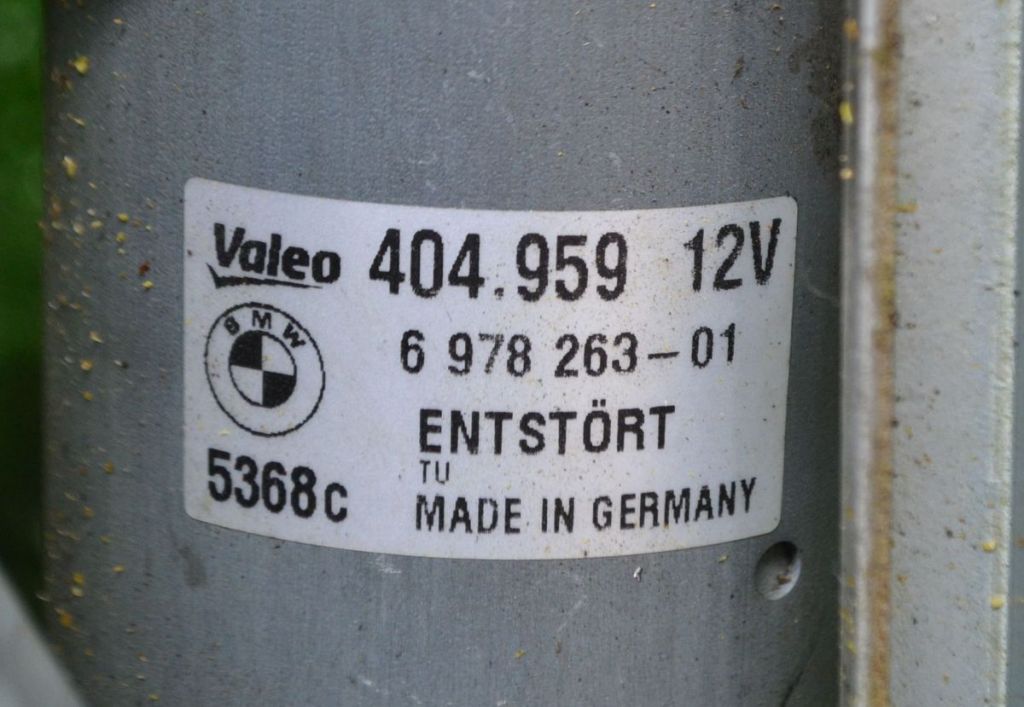 Valeo 404.959 12V
BMW
6 978 263-01
ENTSTÖRT
TU
5368c
MADE IN GERMANY